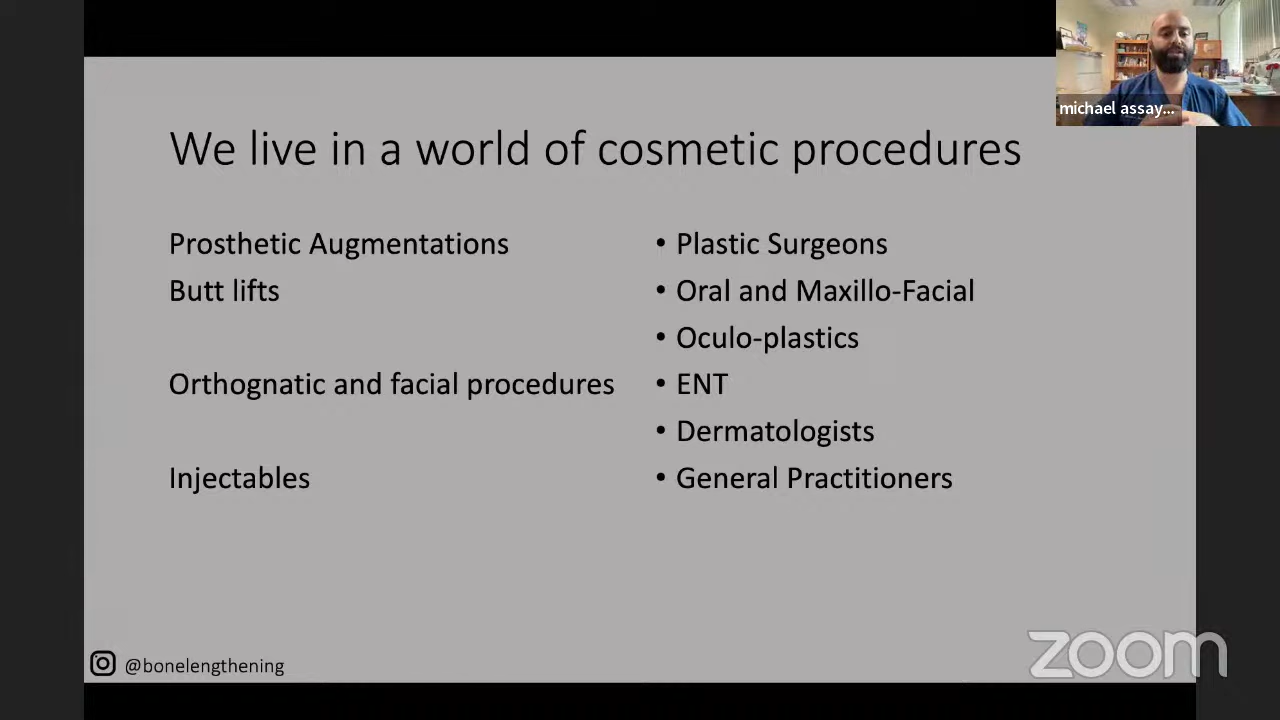 michael assay...
We live in a world of cosmetic procedures
Prosthetic Augmentations
Butt lifts
Orthognatic and facial procedures
Injectables
• Plastic Surgeons
• Oral and Maxillo-Facial
• Oculo-plastics
• ENT
• Dermatologists
• General Practitioners
@bonelengthening
zoom